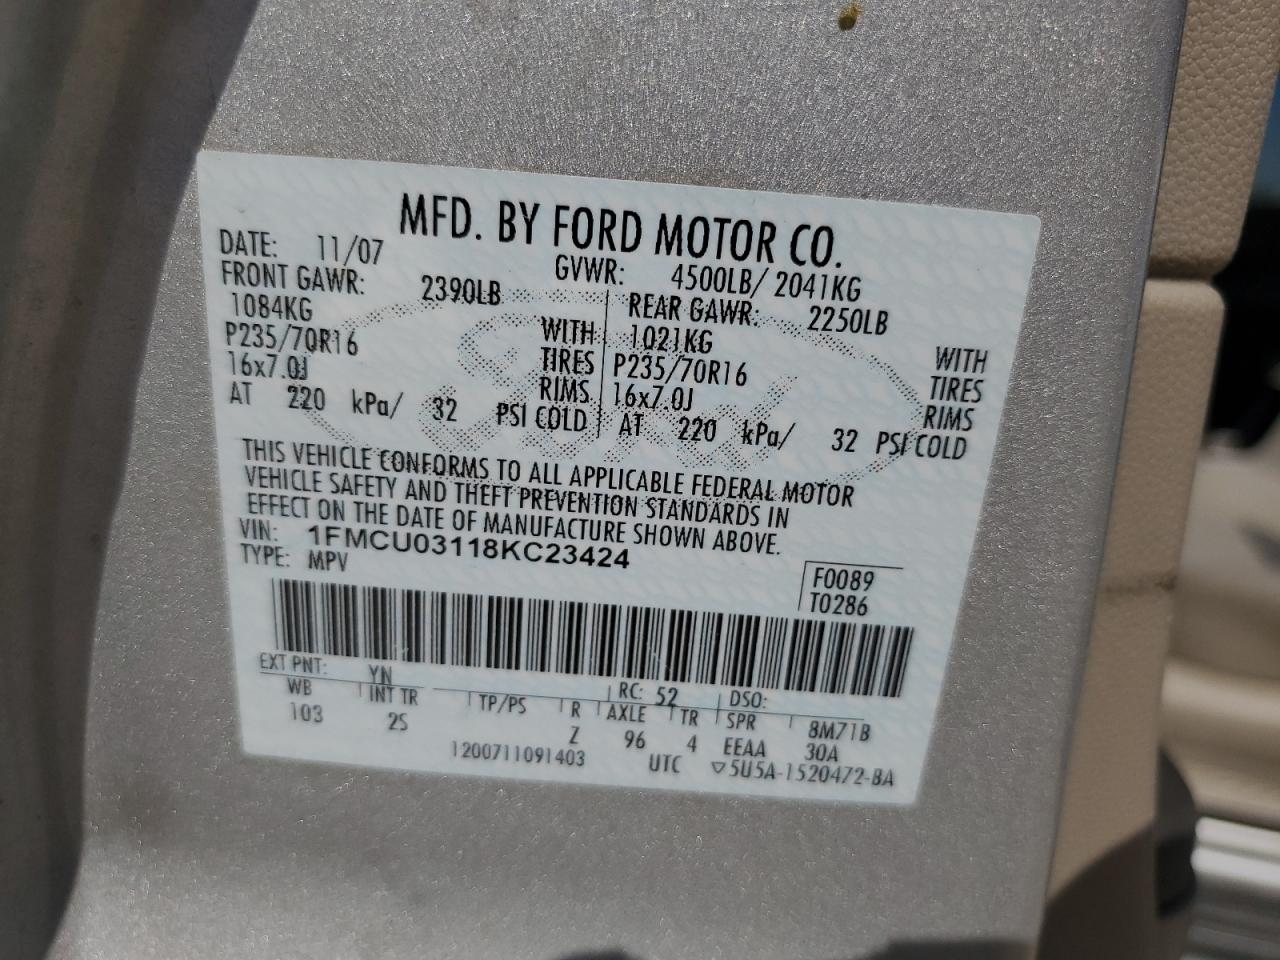 MFD. BY FORD MOTOR CO.
DATE: 11/07 GVWR: 4500LB/ 2041KG
FRONT GAWR: 2390LB REAR GAWR: 2250LB
1084KG WITH 1021KG WITH
P235/70R16 TIRES P235/70R16 TIRES
16x7.0J RIMS 16x7.0J RIMS
AT 220 kPa/ 32 PSI COLD AT 220 kPa/ 32 PSI COLD
THIS VEHICLE CONFORMS TO ALL APPLICABLE FEDERAL MOTOR
VEHICLE SAFETY AND THEFT PREVENTION STANDARDS IN
EFFECT ON THE DATE OF MANUFACTURE SHOWN ABOVE.
VIN: 1FMCU03118KC23424
TYPE: MPV
F0089
T0286
EXT PNT: YN RC: 52 DSO:
WB INT TR TP/PS R AXLE TR SPR 8M71B
103 2S Z 96 4 EEAA 30A
1200711091403 UTC ▽5U5A-1520472-BA